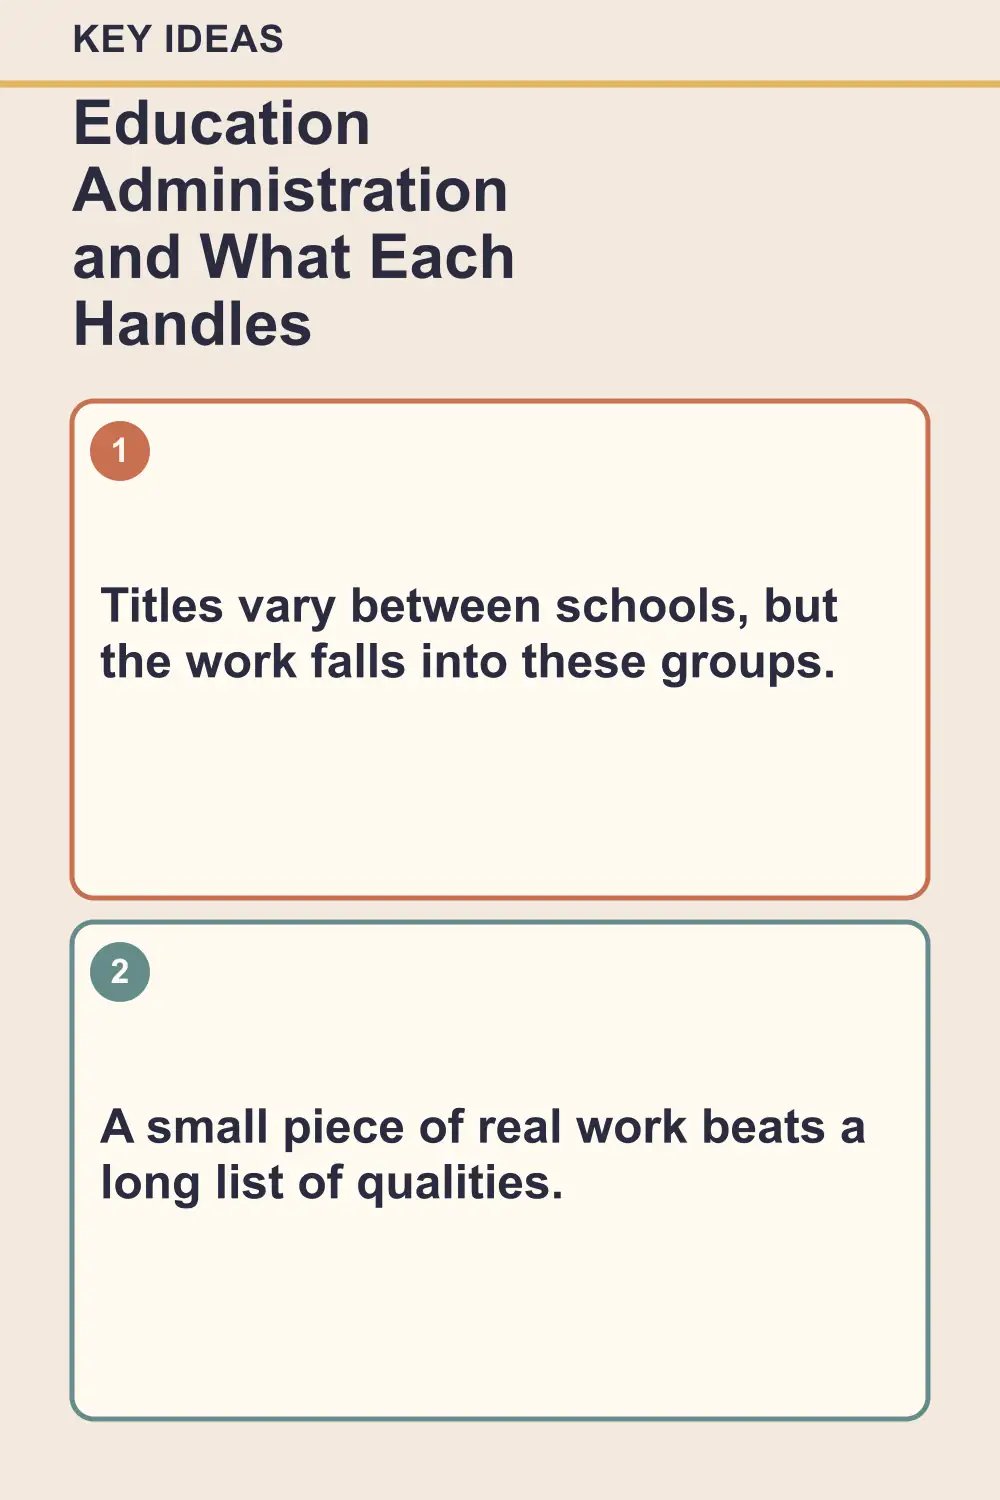 KEY IDEAS
Education
Administration
and What Each
Handles
1
Titles vary between schools, but
the work falls into these groups.
2
A small piece of real work beats a
long list of qualities.